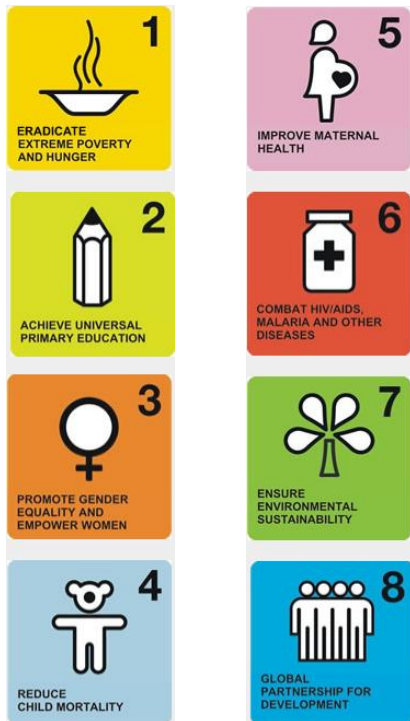 1
ERADICATE
EXTREME POVERTY
AND HUNGER
2
ACHIEVE UNIVERSAL
PRIMARY EDUCATION
3
PROMOTE GENDER
EQUALITY AND
EMPOWER WOMEN
4
REDUCE
CHILD MORTALITY
5
IMPROVE MATERNAL
HEALTH
6
COMBAT HIV/AIDS,
MALARIA AND OTHER
DISEASES
7
ENSURE
ENVIRONMENTAL
SUSTAINABILITY
8
GLOBAL
PARTNERSHIP FOR
DEVELOPMENT